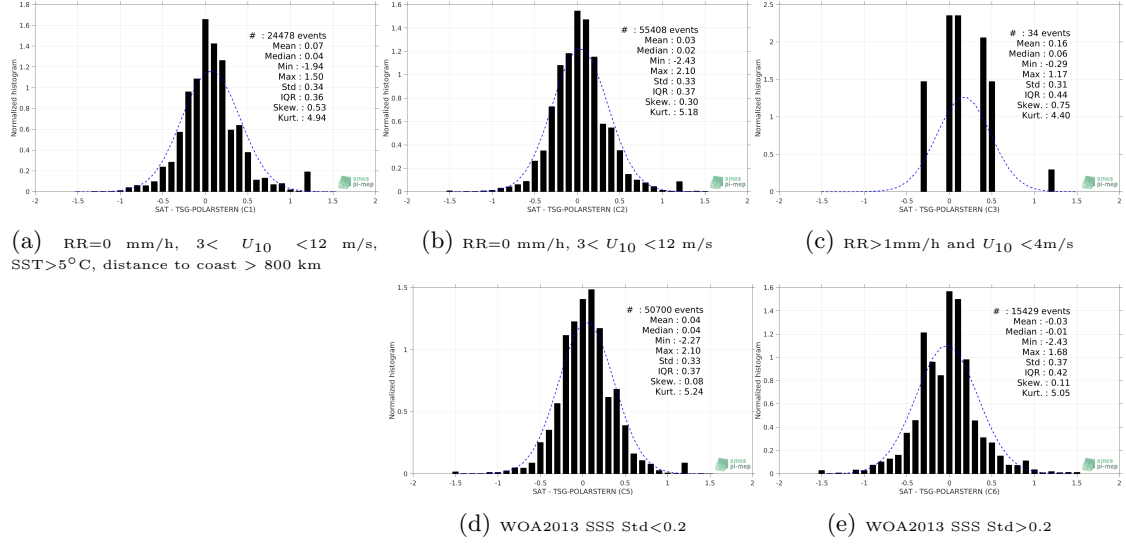 1.8
1.6
1.4
1.2
1
0.8
0.6
0.4
0.2
0
Normalized histogram
# : 24478 events
Mean : 0.07
Median : 0.04
Min : -1.94
Max : 1.50
Std : 0.34
IQR : 0.36
Skew. : 0.53
Kurt. : 4.94
smos
pi-mep
-2 -1.5 -1 -0.5 0 0.5 1 1.5 2
SAT - TSG-POLARSTERN (C1)
(a) RR=0 mm/h, 3< U10 <12 m/s,
SST>5°C, distance to coast > 800 km
1.6
1.4
1.2
1
0.8
0.6
0.4
0.2
0
Normalized histogram
# : 55408 events
Mean : 0.03
Median : 0.02
Min : -2.43
Max : 2.10
Std : 0.33
IQR : 0.37
Skew. : 0.30
Kurt. : 5.18
smos
pi-mep
-2 -1.5 -1 -0.5 0 0.5 1 1.5 2
SAT - TSG-POLARSTERN (C2)
(b) RR=0 mm/h, 3< U10 <12 m/s
2.5
2
1.5
1
0.5
0
Normalized histogram
# : 34 events
Mean : 0.16
Median : 0.06
Min : -0.29
Max : 1.17
Std : 0.31
IQR : 0.44
Skew. : 0.75
Kurt. : 4.40
smos
pi-mep
-2 -1.5 -1 -0.5 0 0.5 1 1.5 2
SAT - TSG-POLARSTERN (C3)
(c) RR>1mm/h and U10 <4m/s
1.5
1
0.5
0
Normalized histogram
# : 50700 events
Mean : 0.04
Median : 0.04
Min : -2.27
Max : 2.10
Std : 0.33
IQR : 0.37
Skew. : 0.08
Kurt. : 5.24
smos
pi-mep
-2 -1.5 -1 -0.5 0 0.5 1 1.5 2
SAT - TSG-POLARSTERN (C5)
(d) WOA2013 SSS Std<0.2
1.6
1.4
1.2
1
0.8
0.6
0.4
0.2
0
Normalized histogram
# : 15429 events
Mean : -0.03
Median : -0.01
Min : -2.43
Max : 1.68
Std : 0.37
IQR : 0.42
Skew. : 0.11
Kurt. : 5.05
smos
pi-mep
-2 -1.5 -1 -0.5 0 0.5 1 1.5 2
SAT - TSG-POLARSTERN (C6)
(e) WOA2013 SSS Std>0.2